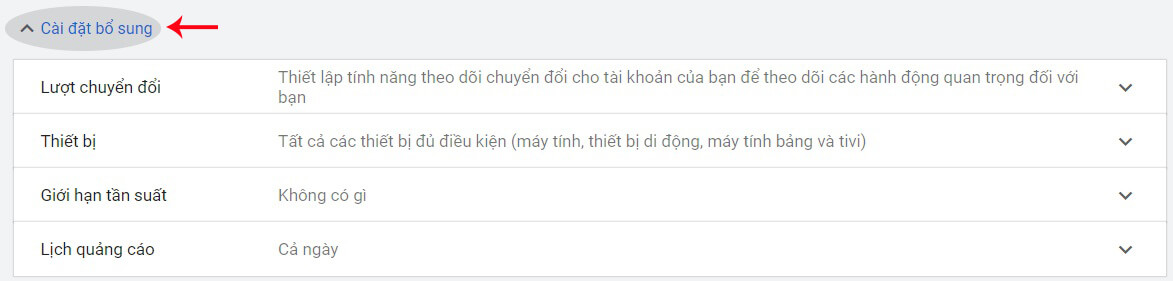 Cài đặt bổ sung
Lượt chuyển đổi
Thiết lập tính năng theo dõi chuyển đổi cho tài khoản của bạn để theo dõi các hành động quan trọng đối với
bạn
Thiết bị
Tất cả các thiết bị đủ điều kiện (máy tính, thiết bị di động, máy tính bảng và tivi)
Giới hạn tần suất
Không có gì
Lịch quảng cáo
Cả ngày